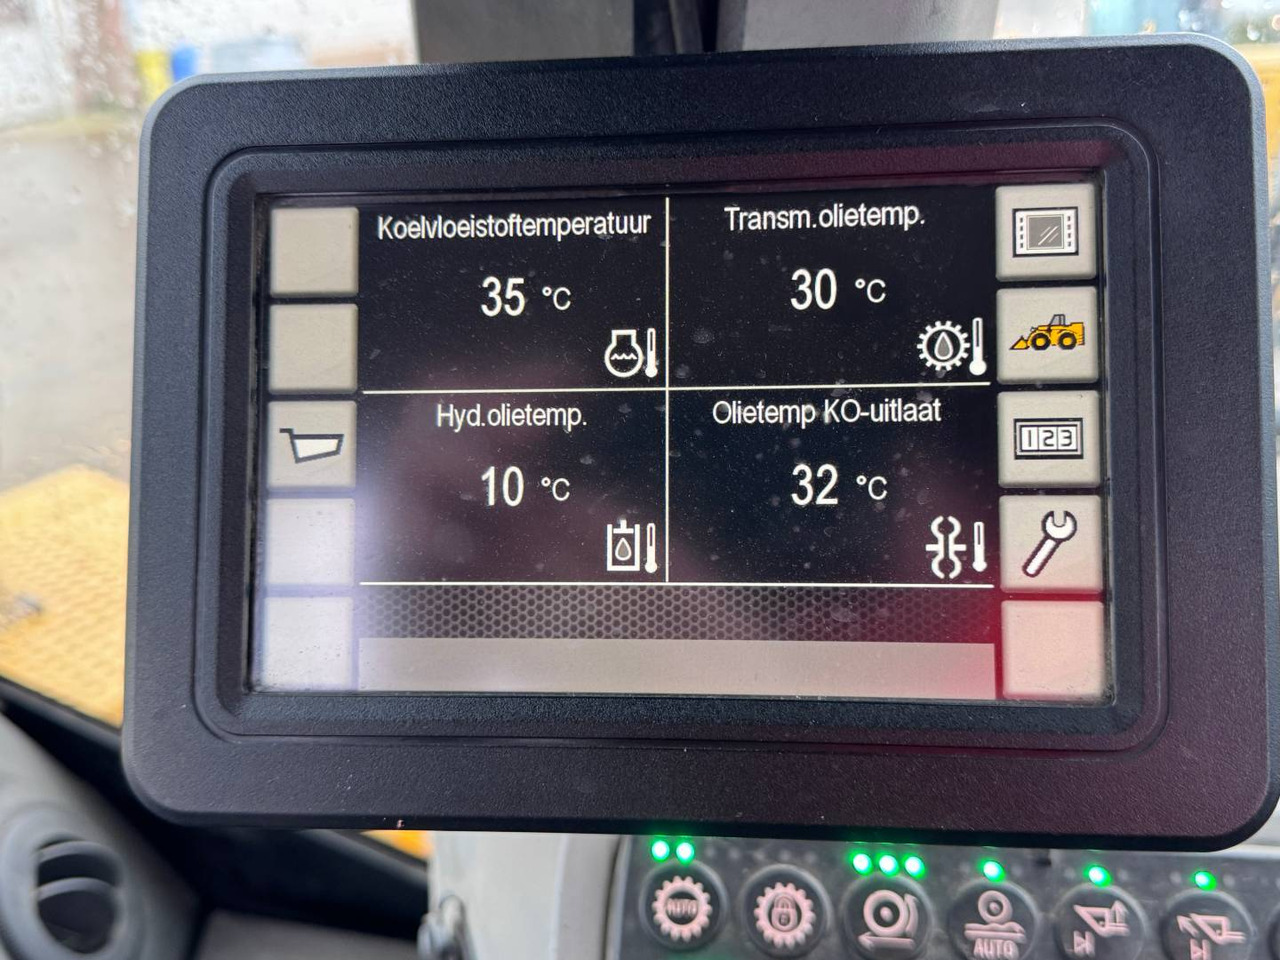 Koelvloeistoftemperatuur
35 °C
Transm.olietemp.
30 °C
Hyd.olietemp.
10 °C
Olietemp KO-uitlaat
32 °C
123
AUTO
AUTO